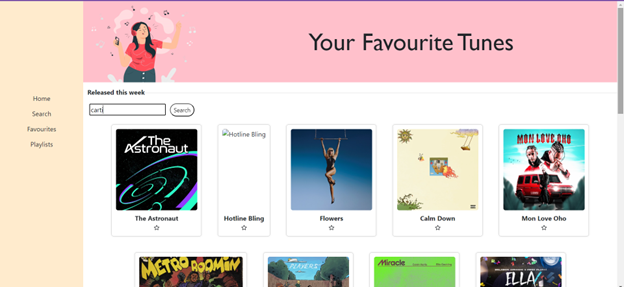 Your Favourite Tunes
Released this week
carti
Search
Home
Search
Favourites
Playlists
The Astronaut
Hotline Bling
MON LOVE OHO
The Astronaut
Hotline Bling
Flowers
Calm Down
Mon Love Oho
METRO BOOMIN
Miracle
ELLA